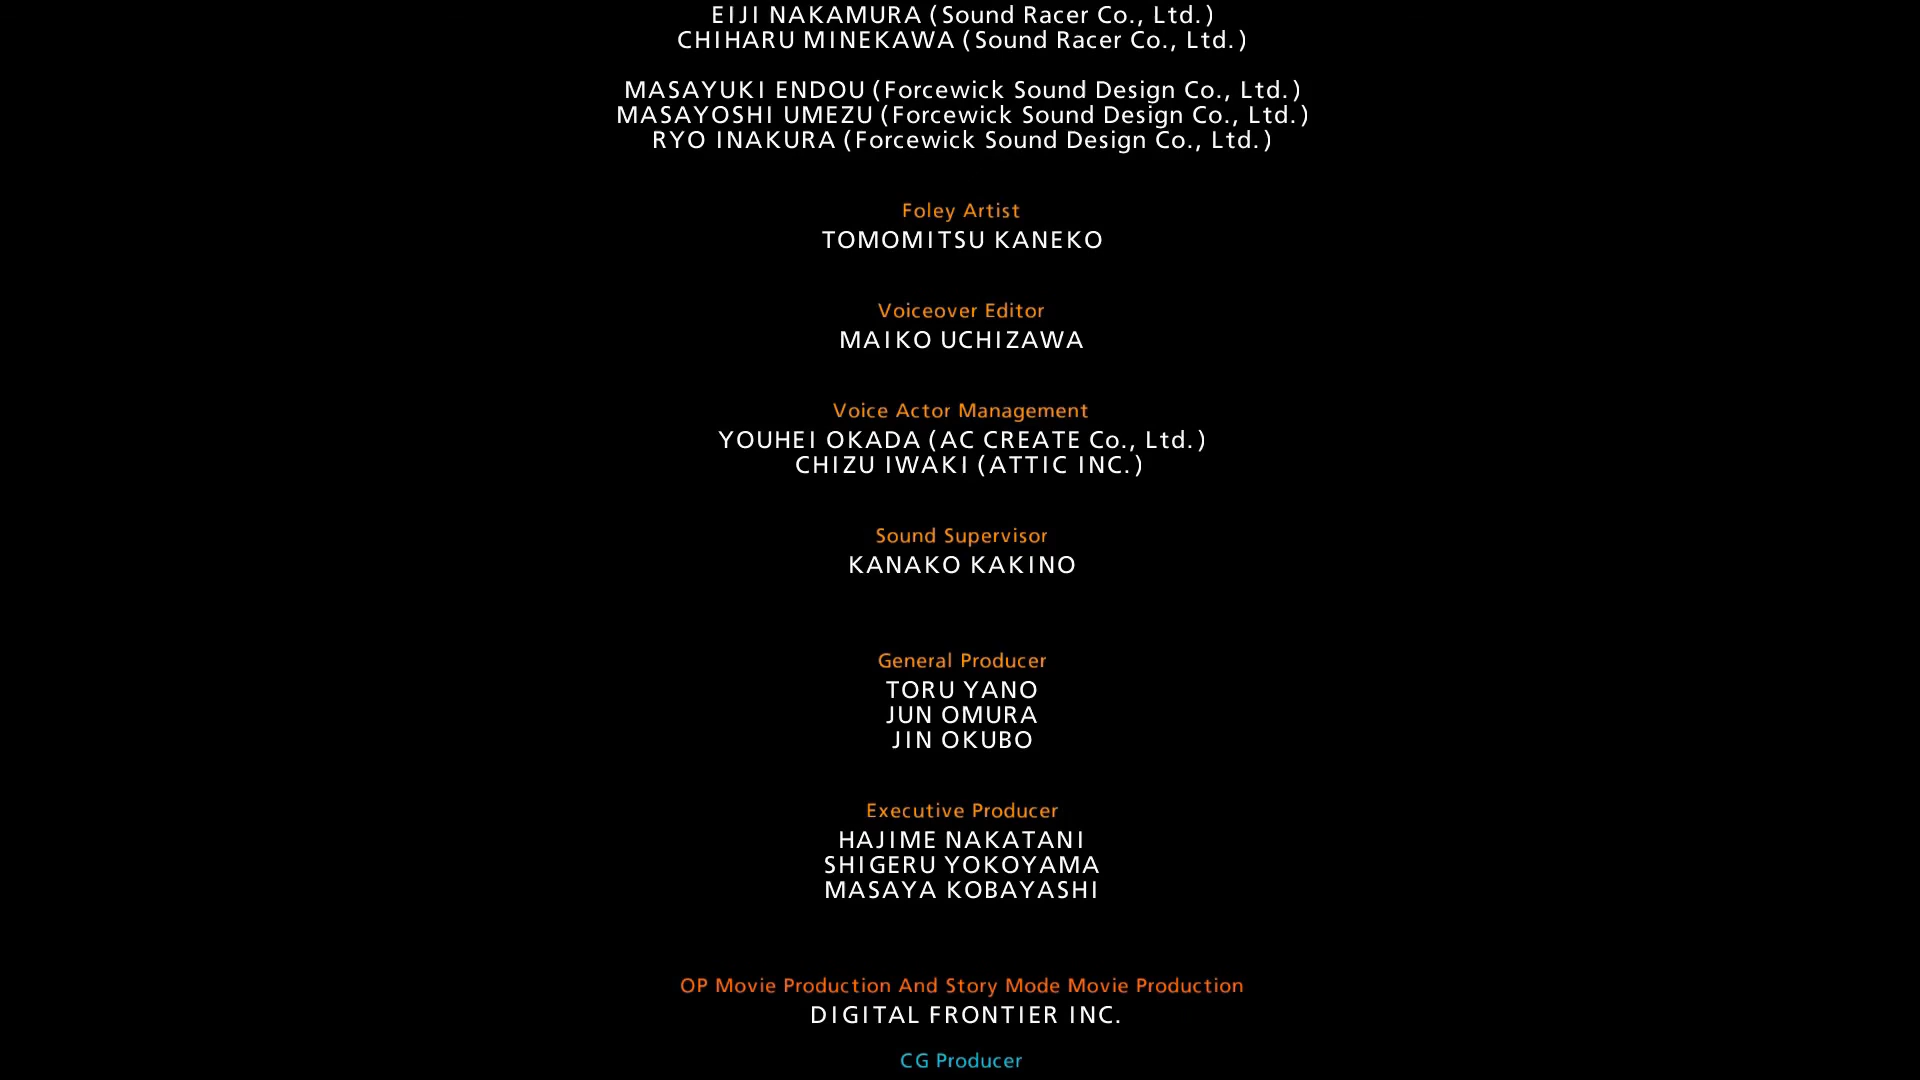 EIJI NAKAMURA (Sound Racer Co., Ltd.)
CHIHARU MINEKAWA (Sound Racer Co., Ltd.)
MASAYUKI ENDOU (Forcewick Sound Design Co., Ltd.)
MASAYOSHI UMEZU (Forcewick Sound Design Co., Ltd.)
RYO INAKURA (Forcewick Sound Design Co., Ltd.)
Foley Artist
TOMOMITSU KANEKO
Voiceover Editor
MAIKO UCHIZAWA
Voice Actor Management
YOUHEI OKADA (AC CREATE Co., Ltd.)
CHIZU IWAKI (ATTIC INC.)
Sound Supervisor
KANAKO KAKINO
General Producer
TORU YANO
JUN OMURA
JIN OKUBO
Executive Producer
HAJIME NAKATANI
SHIGERU YOKOYAMA
MASAYA KOBAYASHI
OP Movie Production And Story Mode Movie Production
DIGITAL FRONTIER INC.
CG Producer